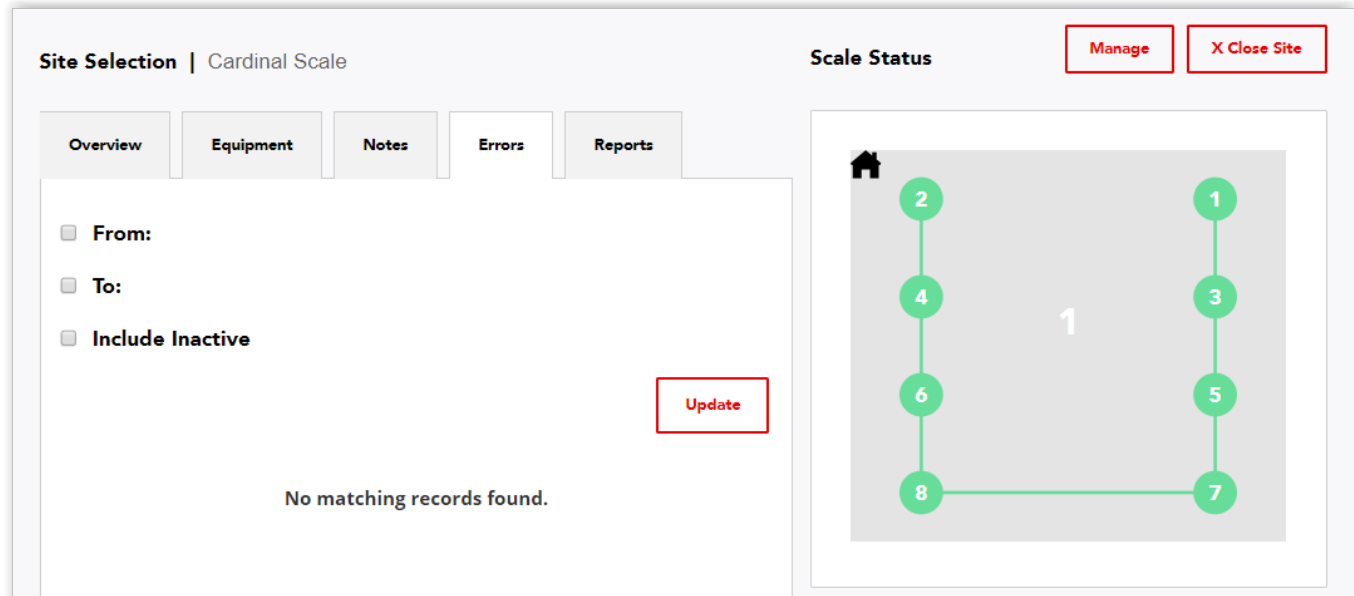 Site Selection | Cardinal Scale
Overview Equipment Notes Errors Reports
From:
To:
Include Inactive
Update
No matching records found.
Scale Status Manage X Close Site
2 1
4 1 3
6 5
8 7